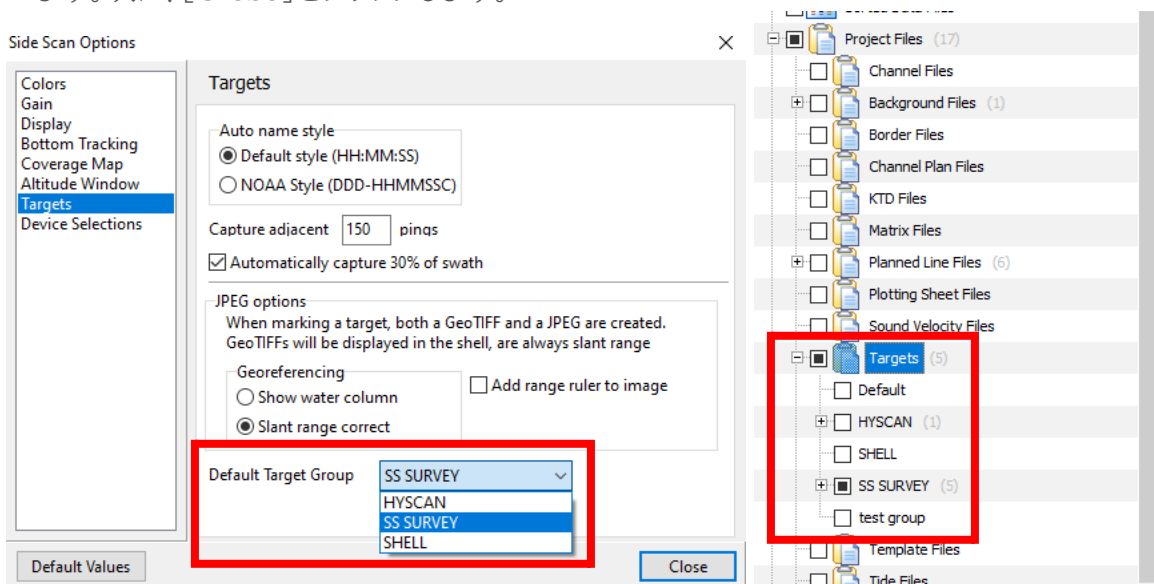 Side Scan Options
Colors
Gain
Display
Bottom Tracking
Coverage Map
Altitude Window
Targets
Device Selections
Targets
Auto name style
Default style (HH:MM:SS)
NOAA Style (DDD-HHMMSSC)
Capture adjacent 150 pings
Automatically capture 30% of swath
JPEG options
When marking a target, both a GeoTIFF and a JPEG are created.
GeoTIFFs will be displayed in the shell, are always slant range
Georeferencing
Show water column
Slant range correct
Add range ruler to image
Default Target Group SS SURVEY
HYSCAN
SS SURVEY
SHELL
Default Values
Close
Project Files (17)
Channel Files
Background Files (1)
Border Files
Channel Plan Files
KTD Files
Matrix Files
Planned Line Files (6)
Plotting Sheet Files
Sound Velocity Files
Targets (5)
Default
HYSCAN (1)
SHELL
SS SURVEY (5)
test group
Template Files
Tide Files